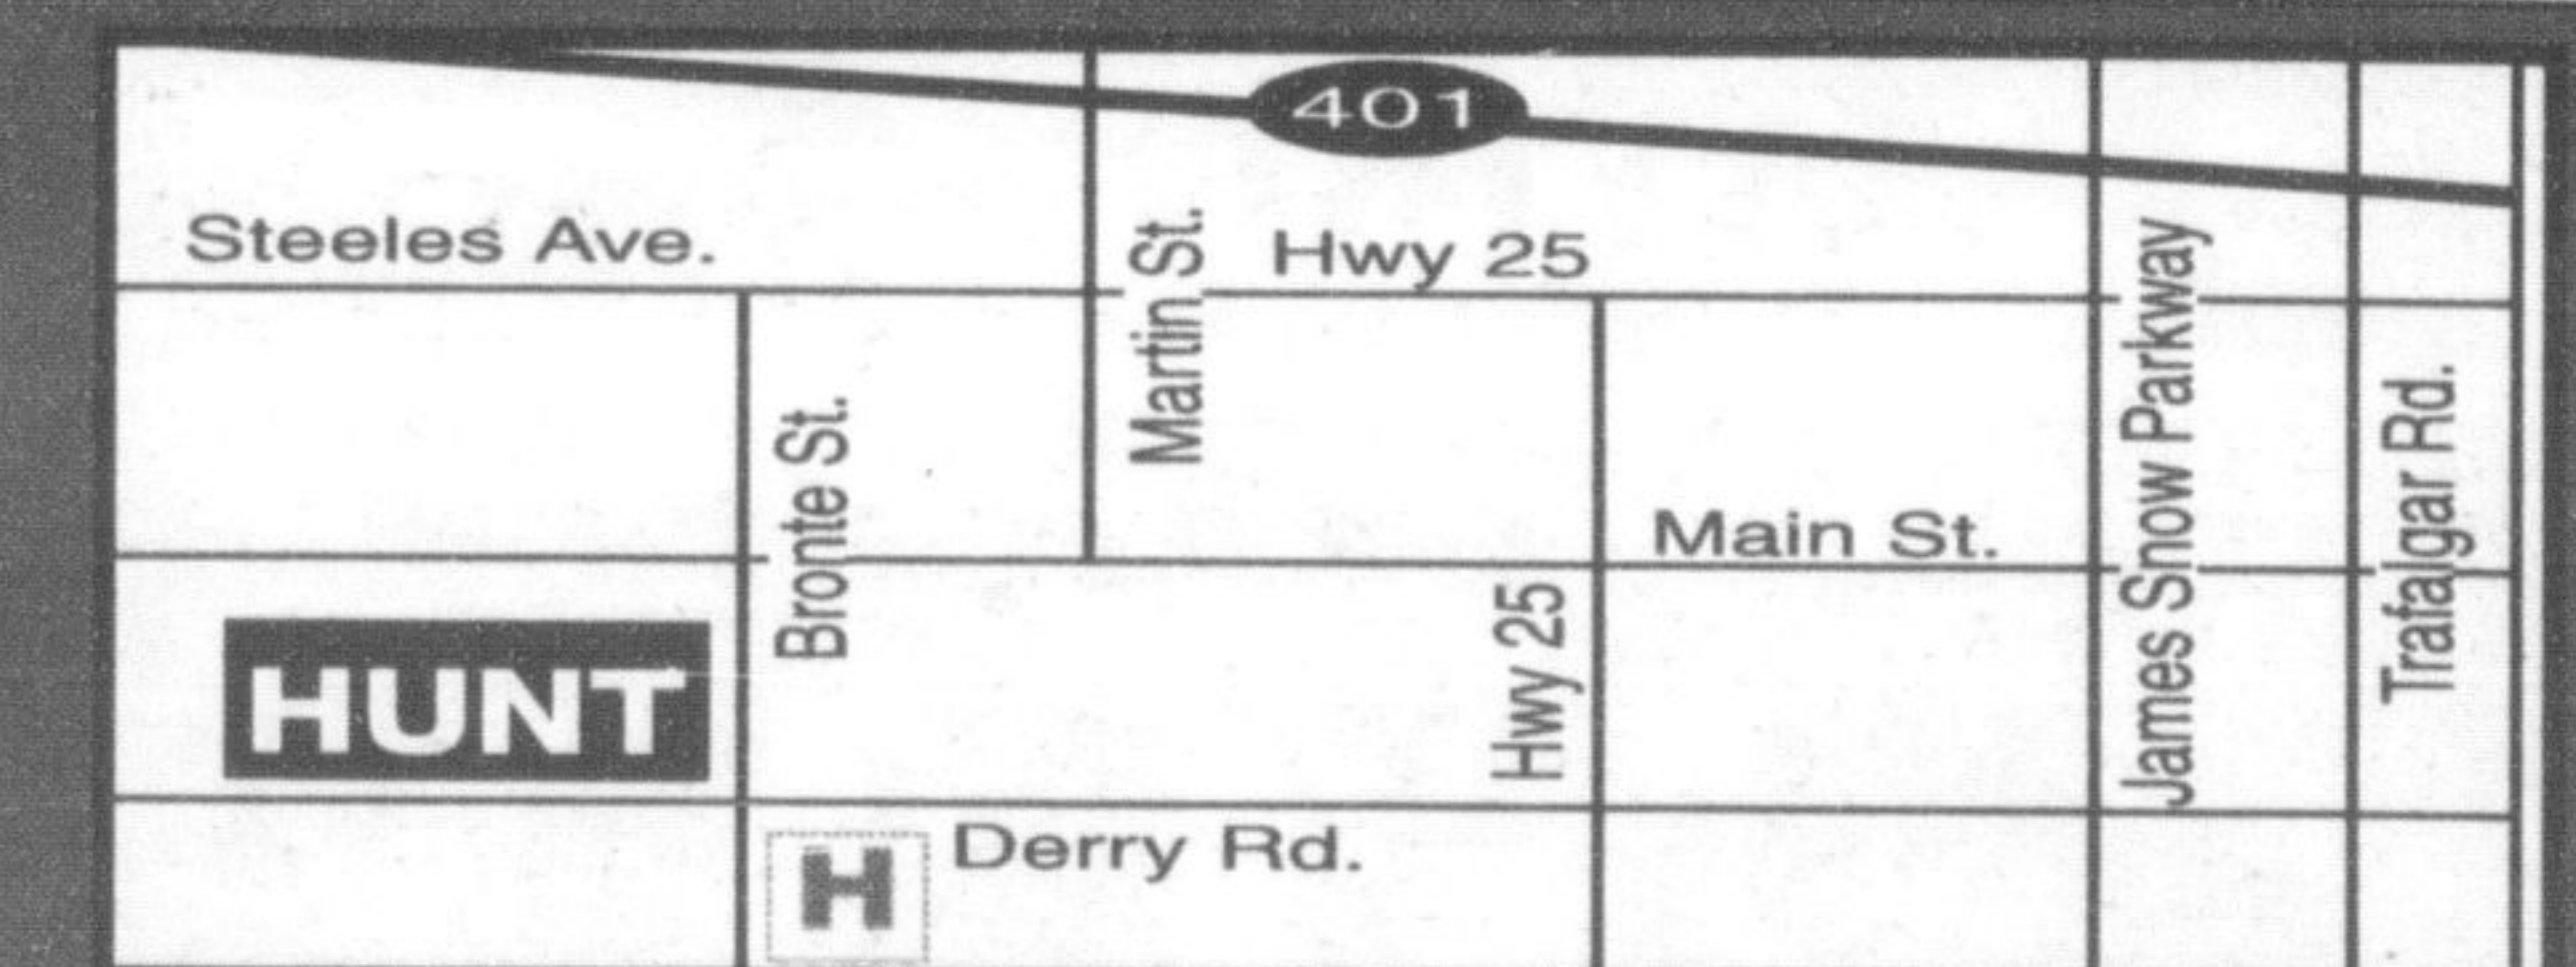 401
Steeles Ave.
Hwy 25
Martin St.
James Snow Parkway
Trafalgar Rd.
Bronte St.
Main St.
Hwy 25
HUNT
H
Derry Rd.